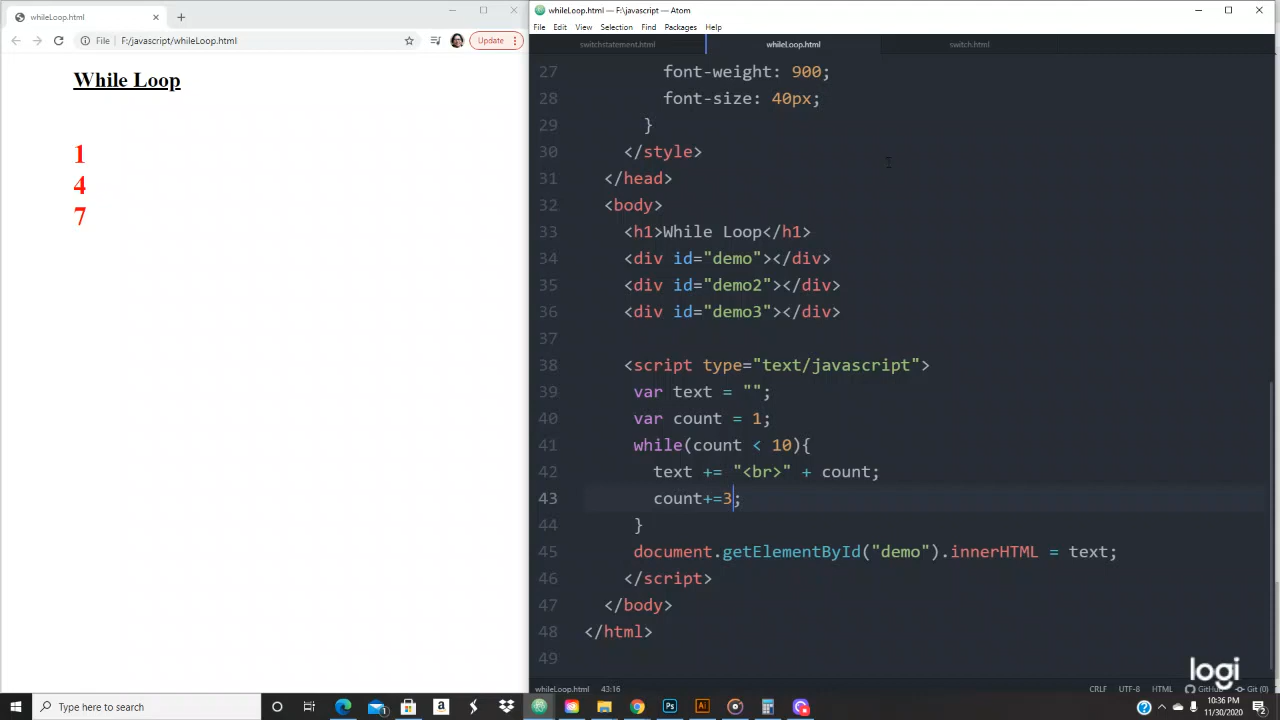 whileLoop.html
File
F:/javascript/whileLoop.html
Update
While Loop
1
4
7
whileLoop.html — F:\javascript — Atom
File Edit View Selection Find Packages Help
switchstatement.html whileLoop.html switch.html
27 font-weight: 900;
28 font-size: 40px;
29 }
30 </style>
31 </head>
32 <body>
33 <h1>While Loop</h1>
34 <div id="demo"></div>
35 <div id="demo2"></div>
36 <div id="demo3"></div>
37
38 <script type="text/javascript">
39 var text = "";
40 var count = 1;
41 while(count < 10){
42 text += "<br>" + count;
43 count+=3;
44 }
45 document.getElementById("demo").innerHTML = text;
46 </script>
47 </body>
48 </html>
49
logi
whileLoop.html 43:16 CRLF UTF-8 HTML GitHub Git (0)
Type here to search
10:36 PM
11/30/2020